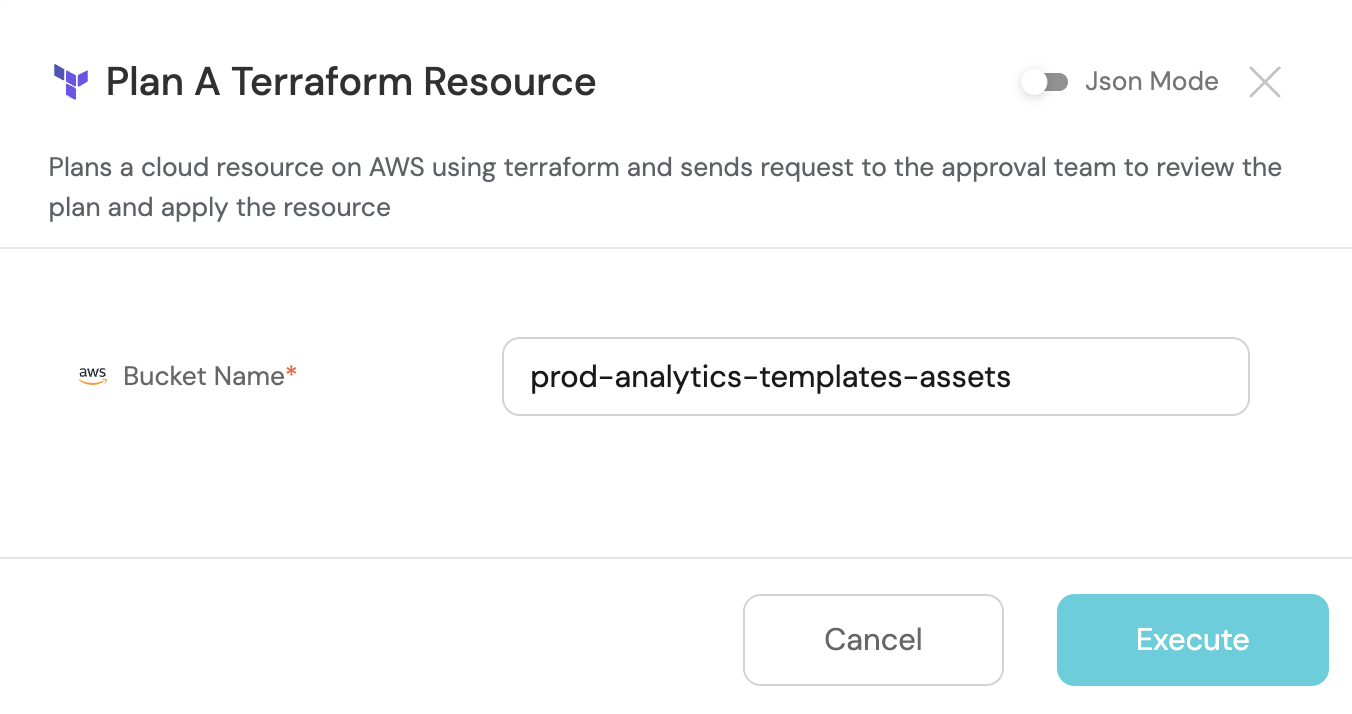 Plan A Terraform Resource
Json Mode
Plans a cloud resource on AWS using terraform and sends request to the approval team to review the
plan and apply the resource
aws Bucket Name*
prod-analytics-templates-assets
Cancel
Execute